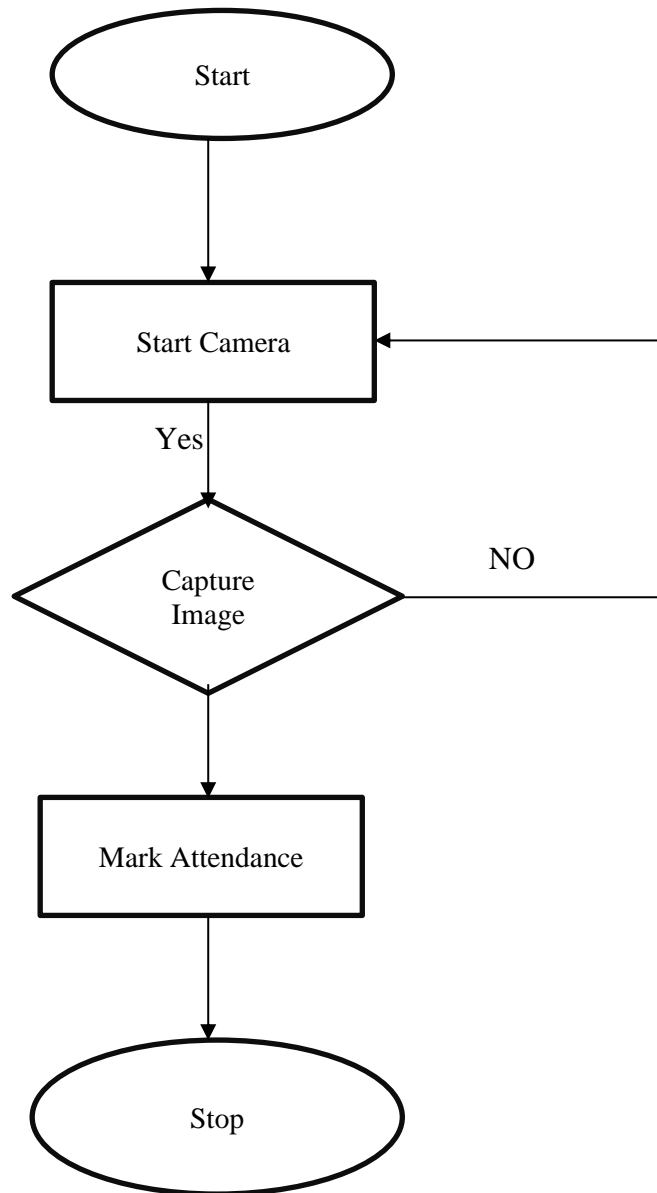 Start
Start Camera
Yes
NO
Capture
Image
Mark Attendance
Stop